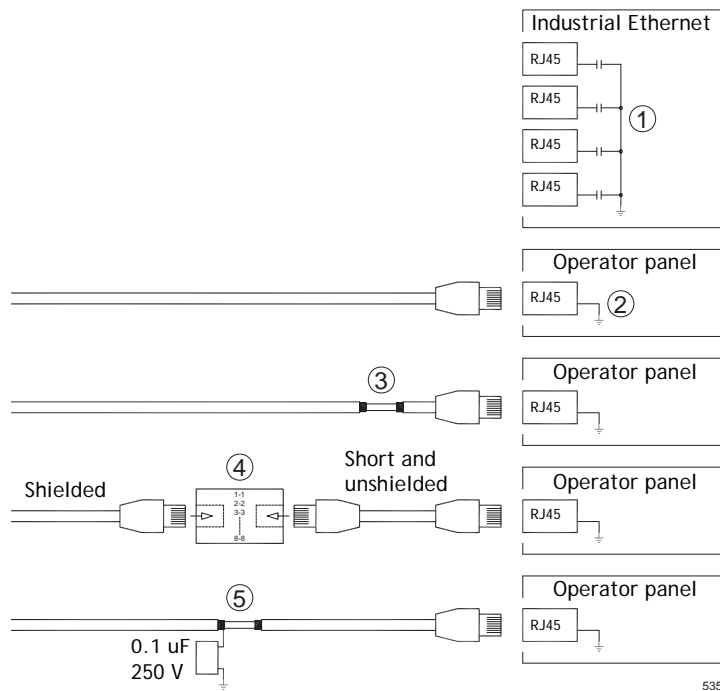 Industrial Ethernet
RJ45
RJ45
RJ45
RJ45
1
Operator panel
RJ45
2
Operator panel
3
RJ45
Operator panel
4
Short and
unshielded
Shielded
1-1
2-2
3-3
8-8
RJ45
Operator panel
5
RJ45
0.1 uF
250 V
535